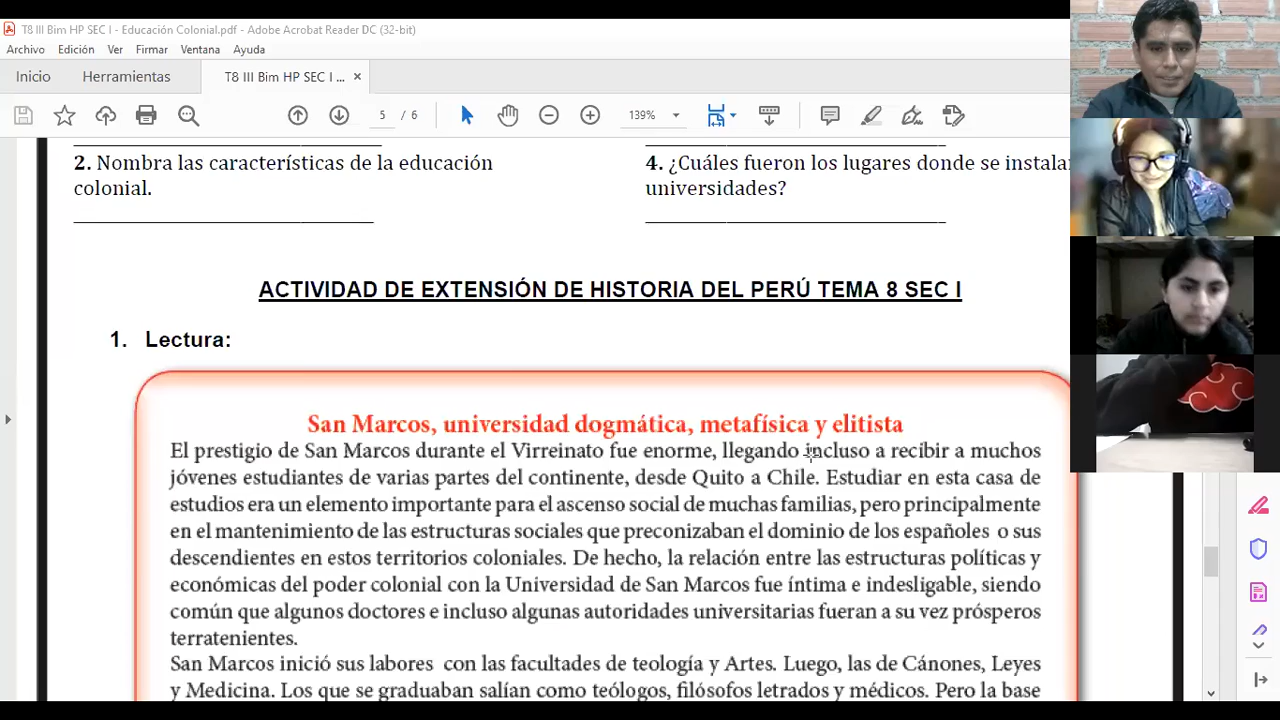 T8 III Bim HP SEC I - Educación Colonial.pdf - Adobe Acrobat Reader DC (32-bit)
Archivo Edición Ver Firmar Ventana Ayuda
Inicio Herramientas T8 III Bim HP SEC I ... ×
5 / 6 139%
2. Nombra las características de la educación
colonial.
4. ¿Cuáles fueron los lugares donde se instala
universidades?
ACTIVIDAD DE EXTENSIÓN DE HISTORIA DEL PERÚ TEMA 8 SEC I
1. Lectura:
San Marcos, universidad dogmática, metafísica y elitista
El prestigio de San Marcos durante el Virreinato fue enorme, llegando incluso a recibir a muchos
jóvenes estudiantes de varias partes del continente, desde Quito a Chile. Estudiar en esta casa de
estudios era un elemento importante para el ascenso social de muchas familias, pero principalmente
en el mantenimiento de las estructuras sociales que preconizaban el dominio de los españoles o sus
descendientes en estos territorios coloniales. De hecho, la relación entre las estructuras políticas y
económicas del poder colonial con la Universidad de San Marcos fue íntima e indesligable, siendo
común que algunos doctores e incluso algunas autoridades universitarias fueran a su vez prósperos
terratenientes.
San Marcos inició sus labores con las facultades de teología y Artes. Luego, las de Cánones, Leyes
y Medicina. Los que se graduaban salían como teólogos, filósofos letrados y médicos. Pero la base